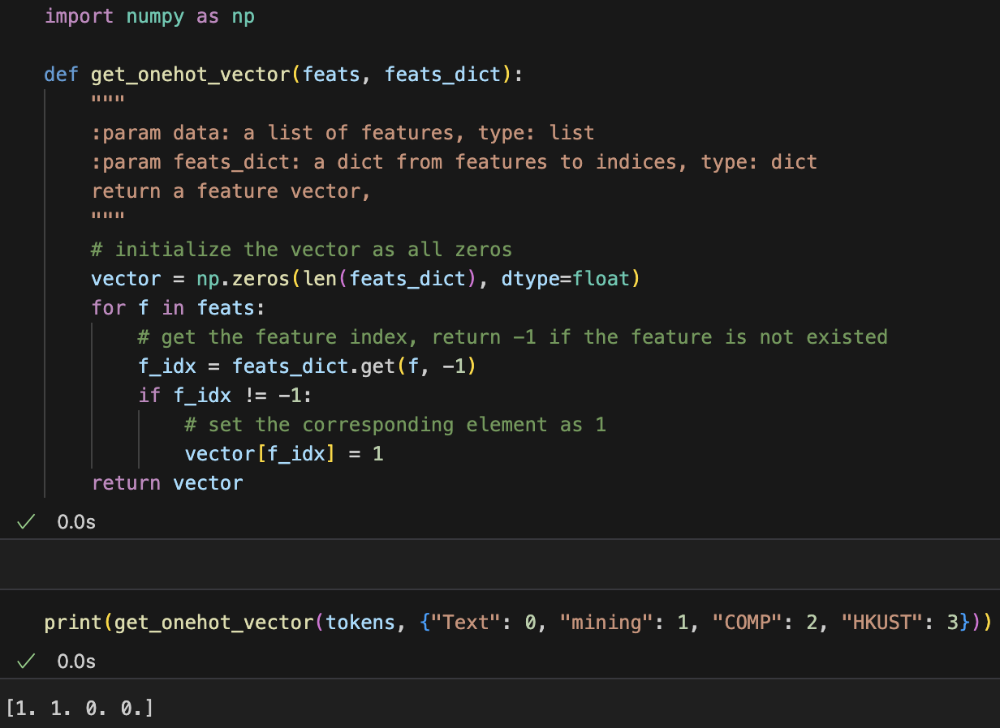 import numpy as np
def get_onehot_vector(feats, feats_dict):
"""
:param data: a list of features, type: list
:param feats_dict: a dict from features to indices, type: dict
return a feature vector,
"""
# initialize the vector as all zeros
vector = np.zeros(len(feats_dict), dtype=float)
for f in feats:
# get the feature index, return -1 if the feature is not existed
f_idx = feats_dict.get(f, -1)
if f_idx != -1:
# set the corresponding element as 1
vector[f_idx] = 1
return vector
✓ 0.0s
print(get_onehot_vector(tokens, {"Text": 0, "mining": 1, "COMP": 2, "HKUST": 3}))
✓ 0.0s
[1. 1. 0. 0.]